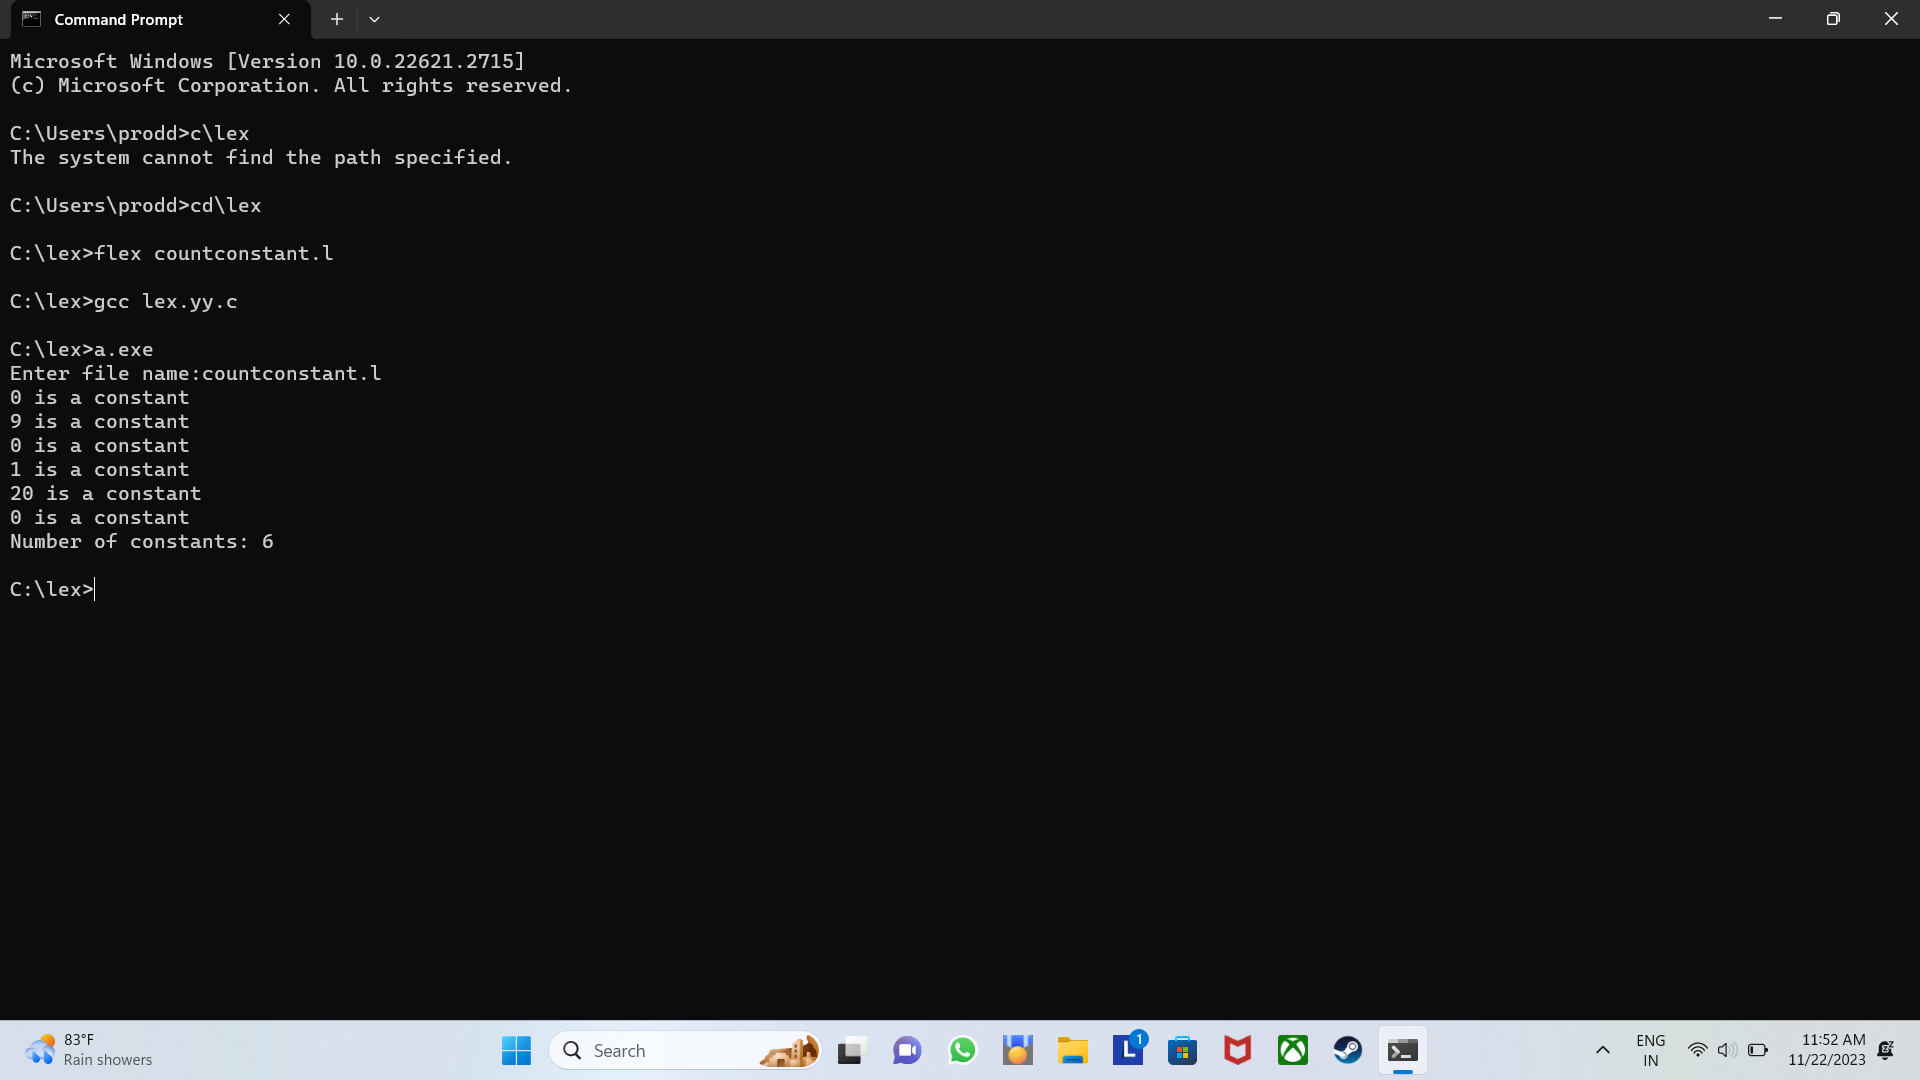 Command Prompt
Microsoft Windows [Version 10.0.22621.2715]
(c) Microsoft Corporation. All rights reserved.
C:\Users\prodd>c\lex
The system cannot find the path specified.
C:\Users\prodd>cd\lex
C:\lex>flex countconstant.l
C:\lex>gcc lex.yy.c
C:\lex>a.exe
Enter file name:countconstant.l
0 is a constant
9 is a constant
0 is a constant
1 is a constant
20 is a constant
0 is a constant
Number of constants: 6
C:\lex>
83°F
Rain showers
Search
L
1
ENG
IN
11:52 AM
11/22/2023